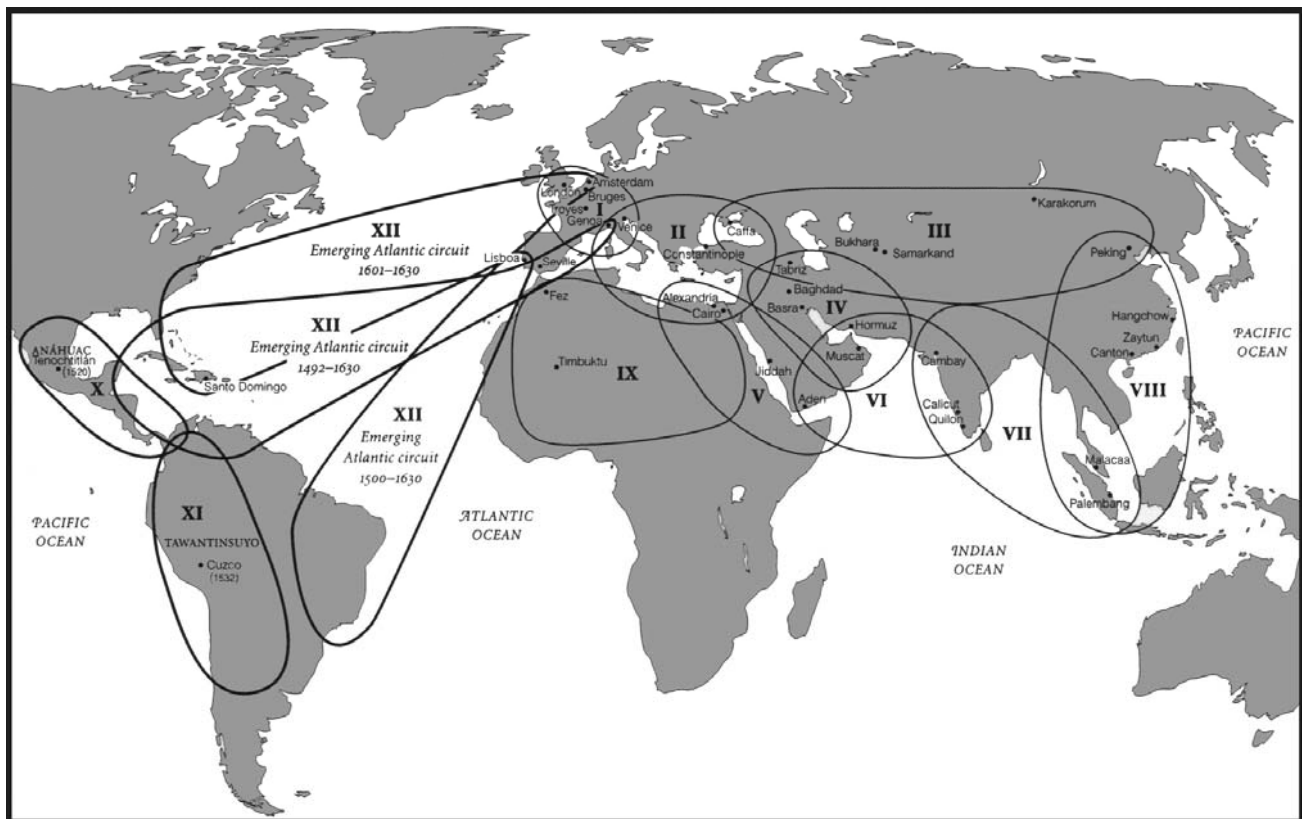 Amsterdam
London
Bruges
Troyes
I
Genoa
Venice
II
Caffa
Constantinople
III
Karakorum
Bukhara
Samarkand
Peking
XII
Emerging Atlantic circuit
1601–1630
Lisboa
Seville
Fez
Tabriz
Baghdad
Alexandria
Cairo
Basra
IV
Hormuz
Muscat
Hangchow
Zaytun
Canton
PACIFIC
OCEAN
XII
Emerging Atlantic circuit
1492–1630
ANÁHUAC
Tenochtitlán
(1520)
X
Santo Domingo
Timbuktu
IX
Jiddah
V
Aden
VI
Cambay
Calicut
Quilon
VII
VIII
Malacaa
Palembang
XII
Emerging
Atlantic circuit
1500–1630
XI
TAWANTINSUYO
Cuzco
(1532)
PACIFIC
OCEAN
ATLANTIC
OCEAN
INDIAN
OCEAN